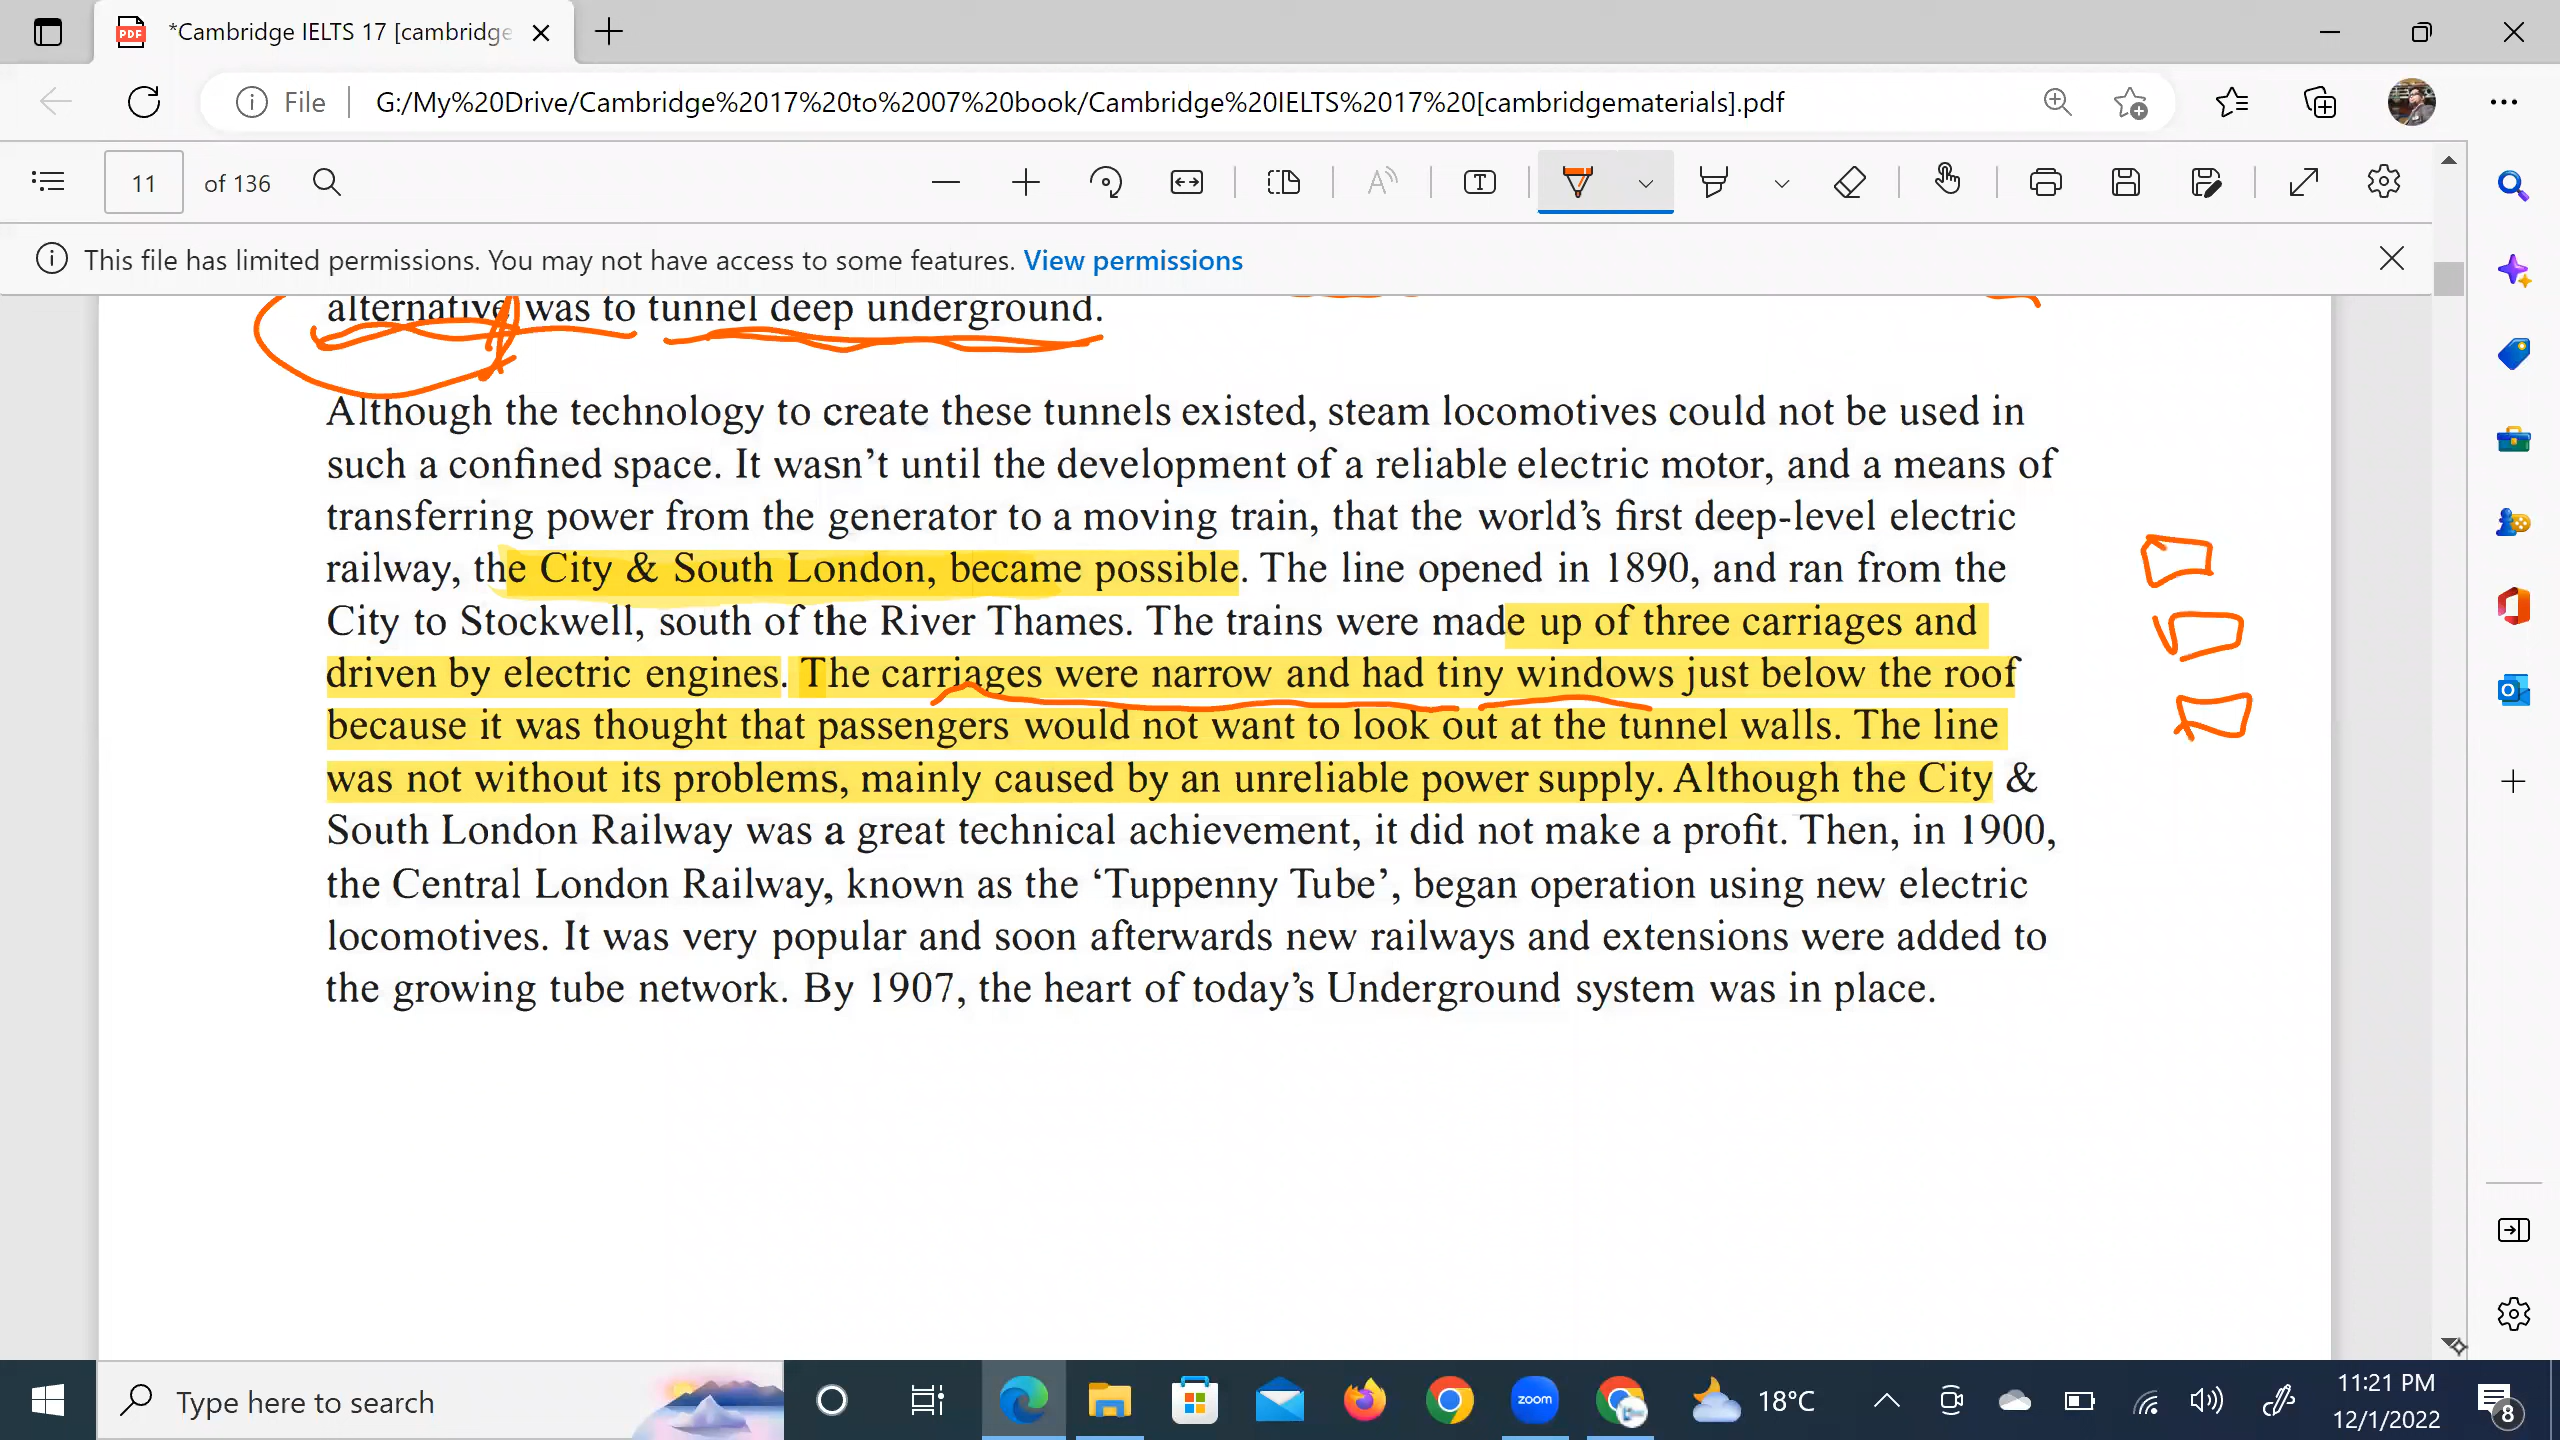 *Cambridge IELTS 17 [cambridge
File
G:/My%20Drive/Cambridge%2017%20to%2007%20book/Cambridge%20IELTS%2017%20[cambridgematerials].pdf
11 of 136
This file has limited permissions. You may not have access to some features. View permissions
alternative was to tunnel deep underground.
Although the technology to create these tunnels existed, steam locomotives could not be used in
such a confined space. It wasn’t until the development of a reliable electric motor, and a means of
transferring power from the generator to a moving train, that the world’s first deep-level electric
railway, the City & South London, became possible. The line opened in 1890, and ran from the
City to Stockwell, south of the River Thames. The trains were made up of three carriages and
driven by electric engines. The carriages were narrow and had tiny windows just below the roof
because it was thought that passengers would not want to look out at the tunnel walls. The line
was not without its problems, mainly caused by an unreliable power supply. Although the City &
South London Railway was a great technical achievement, it did not make a profit. Then, in 1900,
the Central London Railway, known as the ‘Tuppenny Tube’, began operation using new electric
locomotives. It was very popular and soon afterwards new railways and extensions were added to
the growing tube network. By 1907, the heart of today’s Underground system was in place.
Type here to search
zoom
18°C
11:21 PM
12/1/2022
8